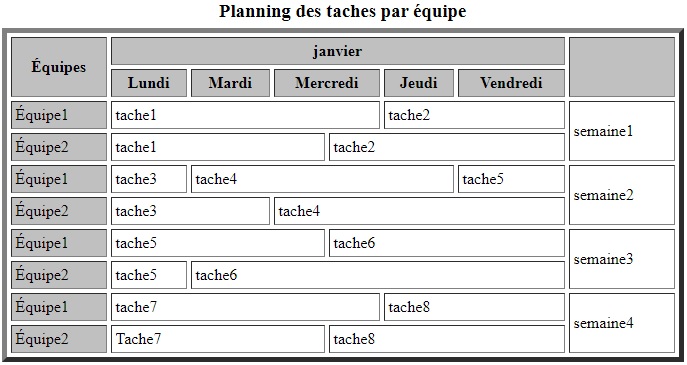 Planning des taches par équipe
Équipes janvier
Lundi Mardi Mercredi Jeudi Vendredi
Équipe1 tache1 tache2 semaine1
Équipe2 tache1 tache2
Équipe1 tache3 tache4 tache5 semaine2
Équipe2 tache3 tache4
Équipe1 tache5 tache6 semaine3
Équipe2 tache5 tache6
Équipe1 tache7 tache8 semaine4
Équipe2 Tache7 tache8